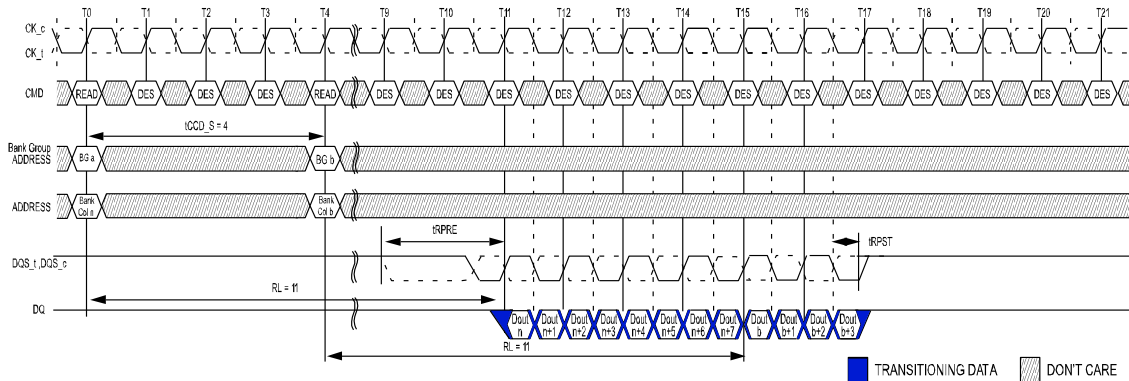 T0 T1 T2 T3 T4 T9 T10 T11 T12 T13 T14 T15 T16 T17 T18 T19 T20 T21
CK_c
CK_t
CMD READ DES DES DES READ DES DES DES DES DES DES DES DES DES DES DES DES DES
tCCD_S = 4
Bank Group
ADDRESS BG a BG b
ADDRESS Bank Col n Bank Col b
tRPRE tRPST
DQS_t ,DQS_c
RL = 11
DQ
Dout n Dout n+1 Dout n+2 Dout n+3 Dout n+4 Dout n+5 Dout n+6 Dout n+7 Dout b Dout b+1 Dout b+2 Dout b+3
RL = 11
TRANSITIONING DATA DON'T CARE